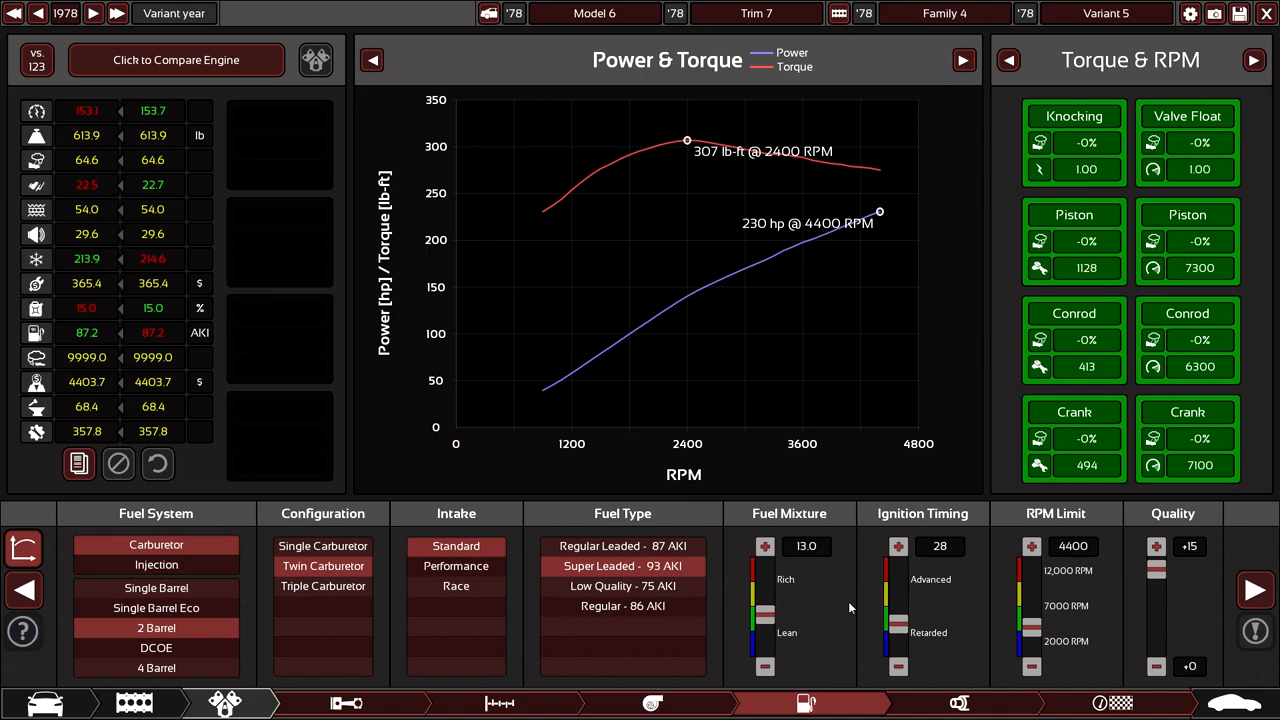 1978
Variant year
'78
Model 6
'78
Trim 7
'78
Family 4
'78
Variant 5
vs.
123
Click to Compare Engine
Power & Torque
Power
Torque
Torque & RPM
153.1 153.7
613.9 613.9 lb
64.6 64.6
22.5 22.7
54.0 54.0
29.6 29.6
213.9 214.6
365.4 365.4 $
15.0 15.0 %
87.2 87.2 AKI
9999.0 9999.0
4403.7 4403.7 $
68.4 68.4
357.8 357.8
Power [hp] / Torque [lb-ft]
350
300
250
200
150
100
50
0
307 lb-ft @ 2400 RPM
230 hp @ 4400 RPM
0 1200 2400 3600 4800
RPM
Knocking
-0%
1.00
Valve Float
-0%
1.00
Piston
-0%
1128
Piston
-0%
7300
Conrod
-0%
413
Conrod
-0%
6300
Crank
-0%
494
Crank
-0%
7100
Fuel System
Carburetor
Injection
Single Barrel
Single Barrel Eco
2 Barrel
DCOE
4 Barrel
Configuration
Single Carburetor
Twin Carburetor
Triple Carburetor
Intake
Standard
Performance
Race
Fuel Type
Regular Leaded - 87 AKI
Super Leaded - 93 AKI
Low Quality - 75 AKI
Regular - 86 AKI
Fuel Mixture
13.0
Rich
Lean
Ignition Timing
28
Advanced
Retarded
RPM Limit
4400
12,000 RPM
7000 RPM
2000 RPM
Quality
+15
+0